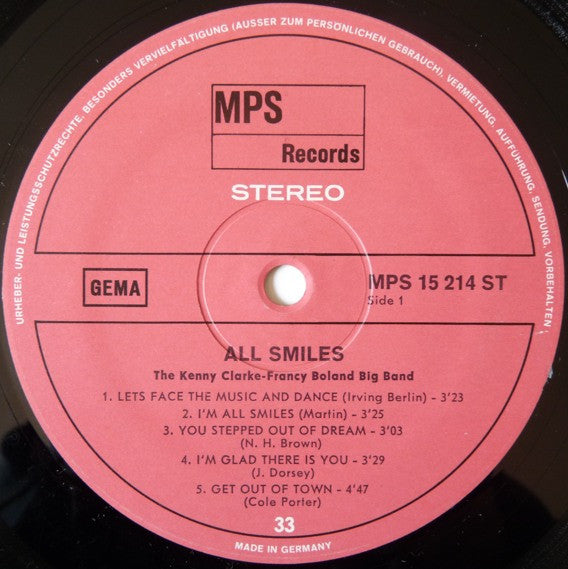 URHEBER- UND LEISTUNGSSCHUTZRECHTE, BESONDERS VERVIELFÄLTIGUNG (AUSSER ZUM PERSÖNLICHEN GEBRAUCH), VERMIETUNG, AUFFÜHRUNG, SENDUNG, VORBEHALTEN
MPS
Records
STEREO
GEMA
MPS 15 214 ST
Side 1
ALL SMILES
The Kenny Clarke-Francy Boland Big Band
1. LETS FACE THE MUSIC AND DANCE (Irving Berlin) - 3'23
2. I'M ALL SMILES (Martin) - 3'25
3. YOU STEPPED OUT OF DREAM - 3'03
(N. H. Brown)
4. I'M GLAD THERE IS YOU - 3'29
(J. Dorsey)
5. GET OUT OF TOWN - 4'47
(Cole Porter)
33
MADE IN GERMANY